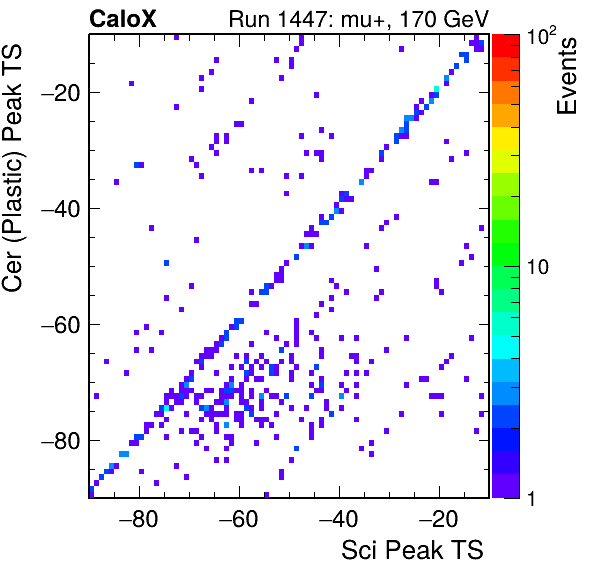 CaloX Run 1447: mu+, 170 GeV
Cer (Plastic) Peak TS
−20
−40
−60
−80
−80 −60 −40 −20
Sci Peak TS
10²
10
1
Events